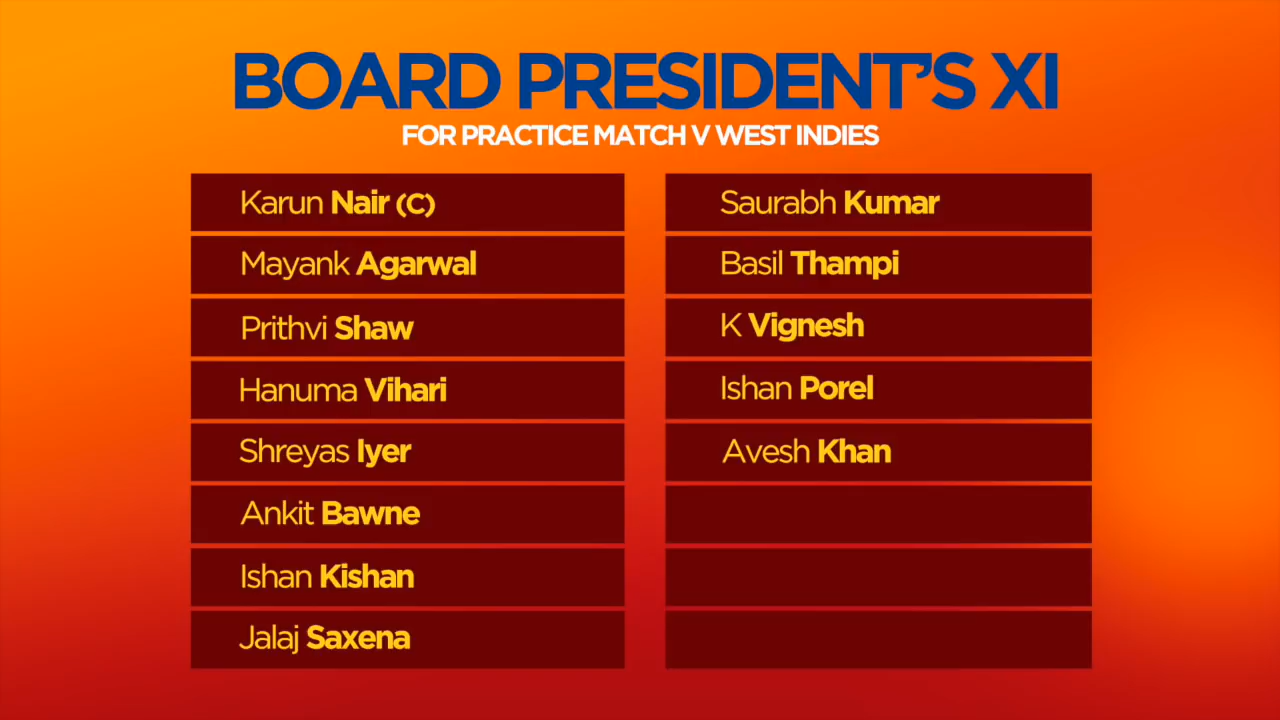 BOARD PRESIDENT'S XI
FOR PRACTICE MATCH V WEST INDIES
Karun Nair (C)
Mayank Agarwal
Prithvi Shaw
Hanuma Vihari
Shreyas Iyer
Ankit Bawne
Ishan Kishan
Jalaj Saxena
Saurabh Kumar
Basil Thampi
K Vignesh
Ishan Porel
Avesh Khan